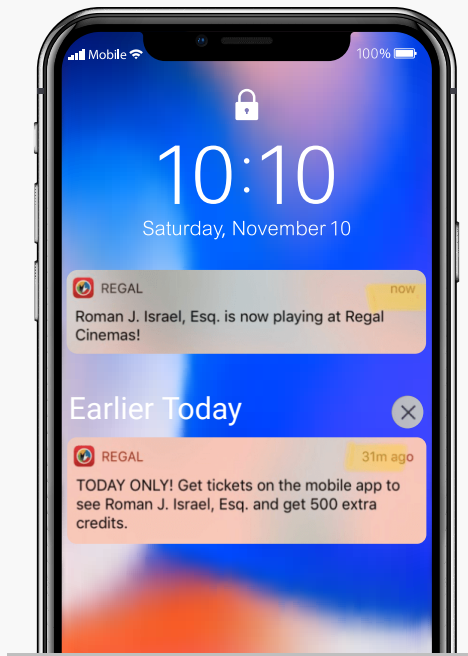 Mobile 100%
10:10
Saturday, November 10
REGAL now
Roman J. Israel, Esq. is now playing at Regal
Cinemas!
Earlier Today
REGAL 31m ago
TODAY ONLY! Get tickets on the mobile app to
see Roman J. Israel, Esq. and get 500 extra
credits.